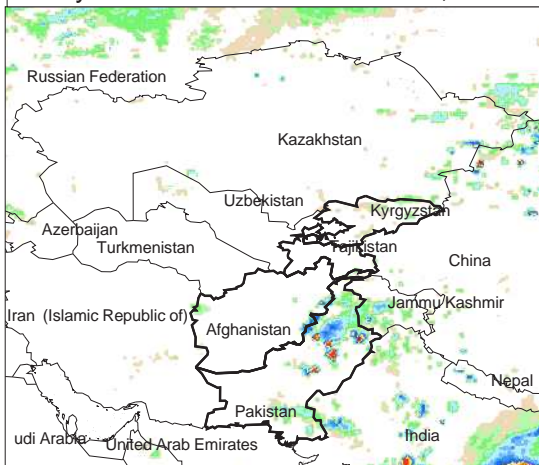 Russian Federation
Kazakhstan
Uzbekistan
Kyrgyzstan
Azerbaijan
Turkmenistan
Tajikistan
China
Jammu Kashmir
Iran (Islamic Republic of)
Afghanistan
Nepal
Pakistan
India
udi Arabia
United Arab Emirates